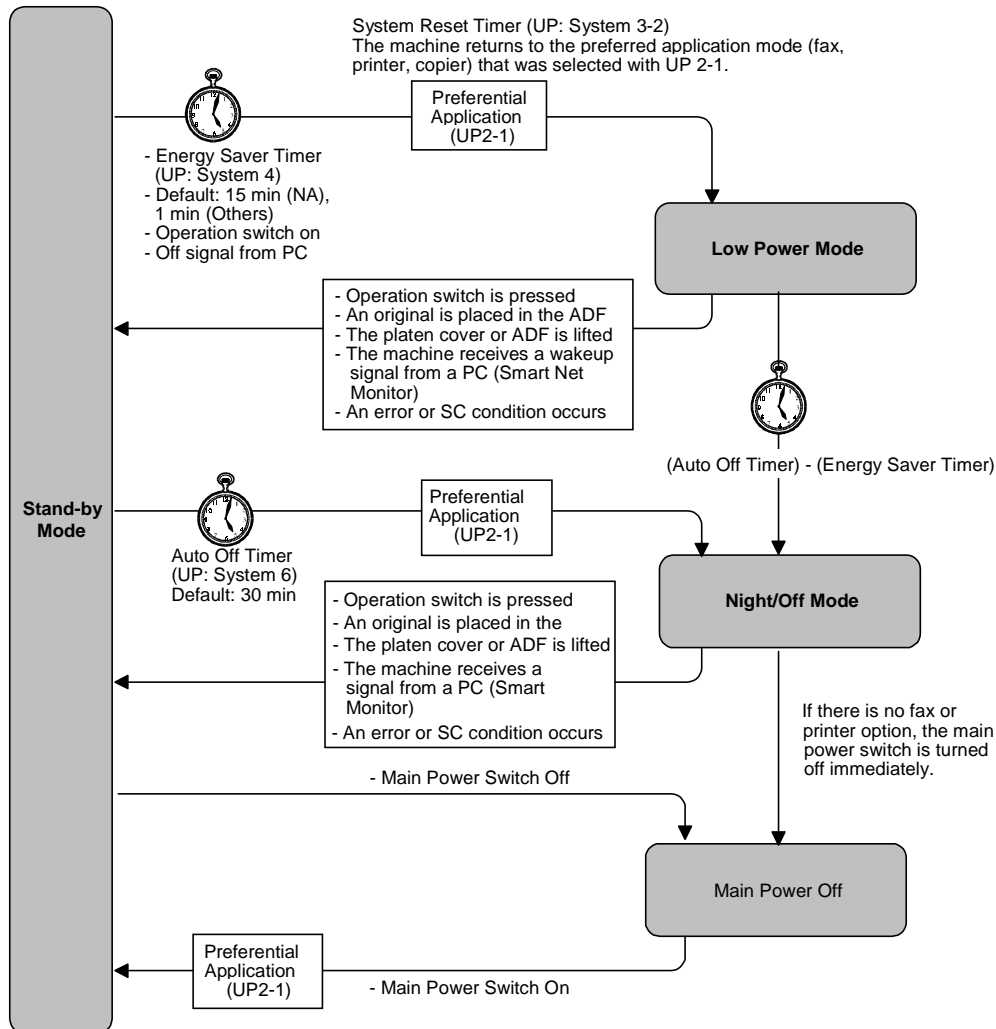 System Reset Timer (UP: System 3-2)
The machine returns to the preferred application mode (fax,
printer, copier) that was selected with UP 2-1.
Preferential
Application
(UP2-1)
- Energy Saver Timer
(UP: System 4)
- Default: 15 min (NA),
1 min (Others)
- Operation switch on
- Off signal from PC
Low Power Mode
- Operation switch is pressed
- An original is placed in the ADF
- The platen cover or ADF is lifted
- The machine receives a wakeup
signal from a PC (Smart Net
Monitor)
- An error or SC condition occurs
(Auto Off Timer) - (Energy Saver Timer)
Stand-by
Mode
Preferential
Application
(UP2-1)
Auto Off Timer
(UP: System 6)
Default: 30 min
Night/Off Mode
- Operation switch is pressed
- An original is placed in the
- The platen cover or ADF is lifted
- The machine receives a
signal from a PC (Smart
Monitor)
- An error or SC condition occurs
If there is no fax or
printer option, the main
power switch is turned
off immediately.
- Main Power Switch Off
Main Power Off
Preferential
Application
(UP2-1)
- Main Power Switch On